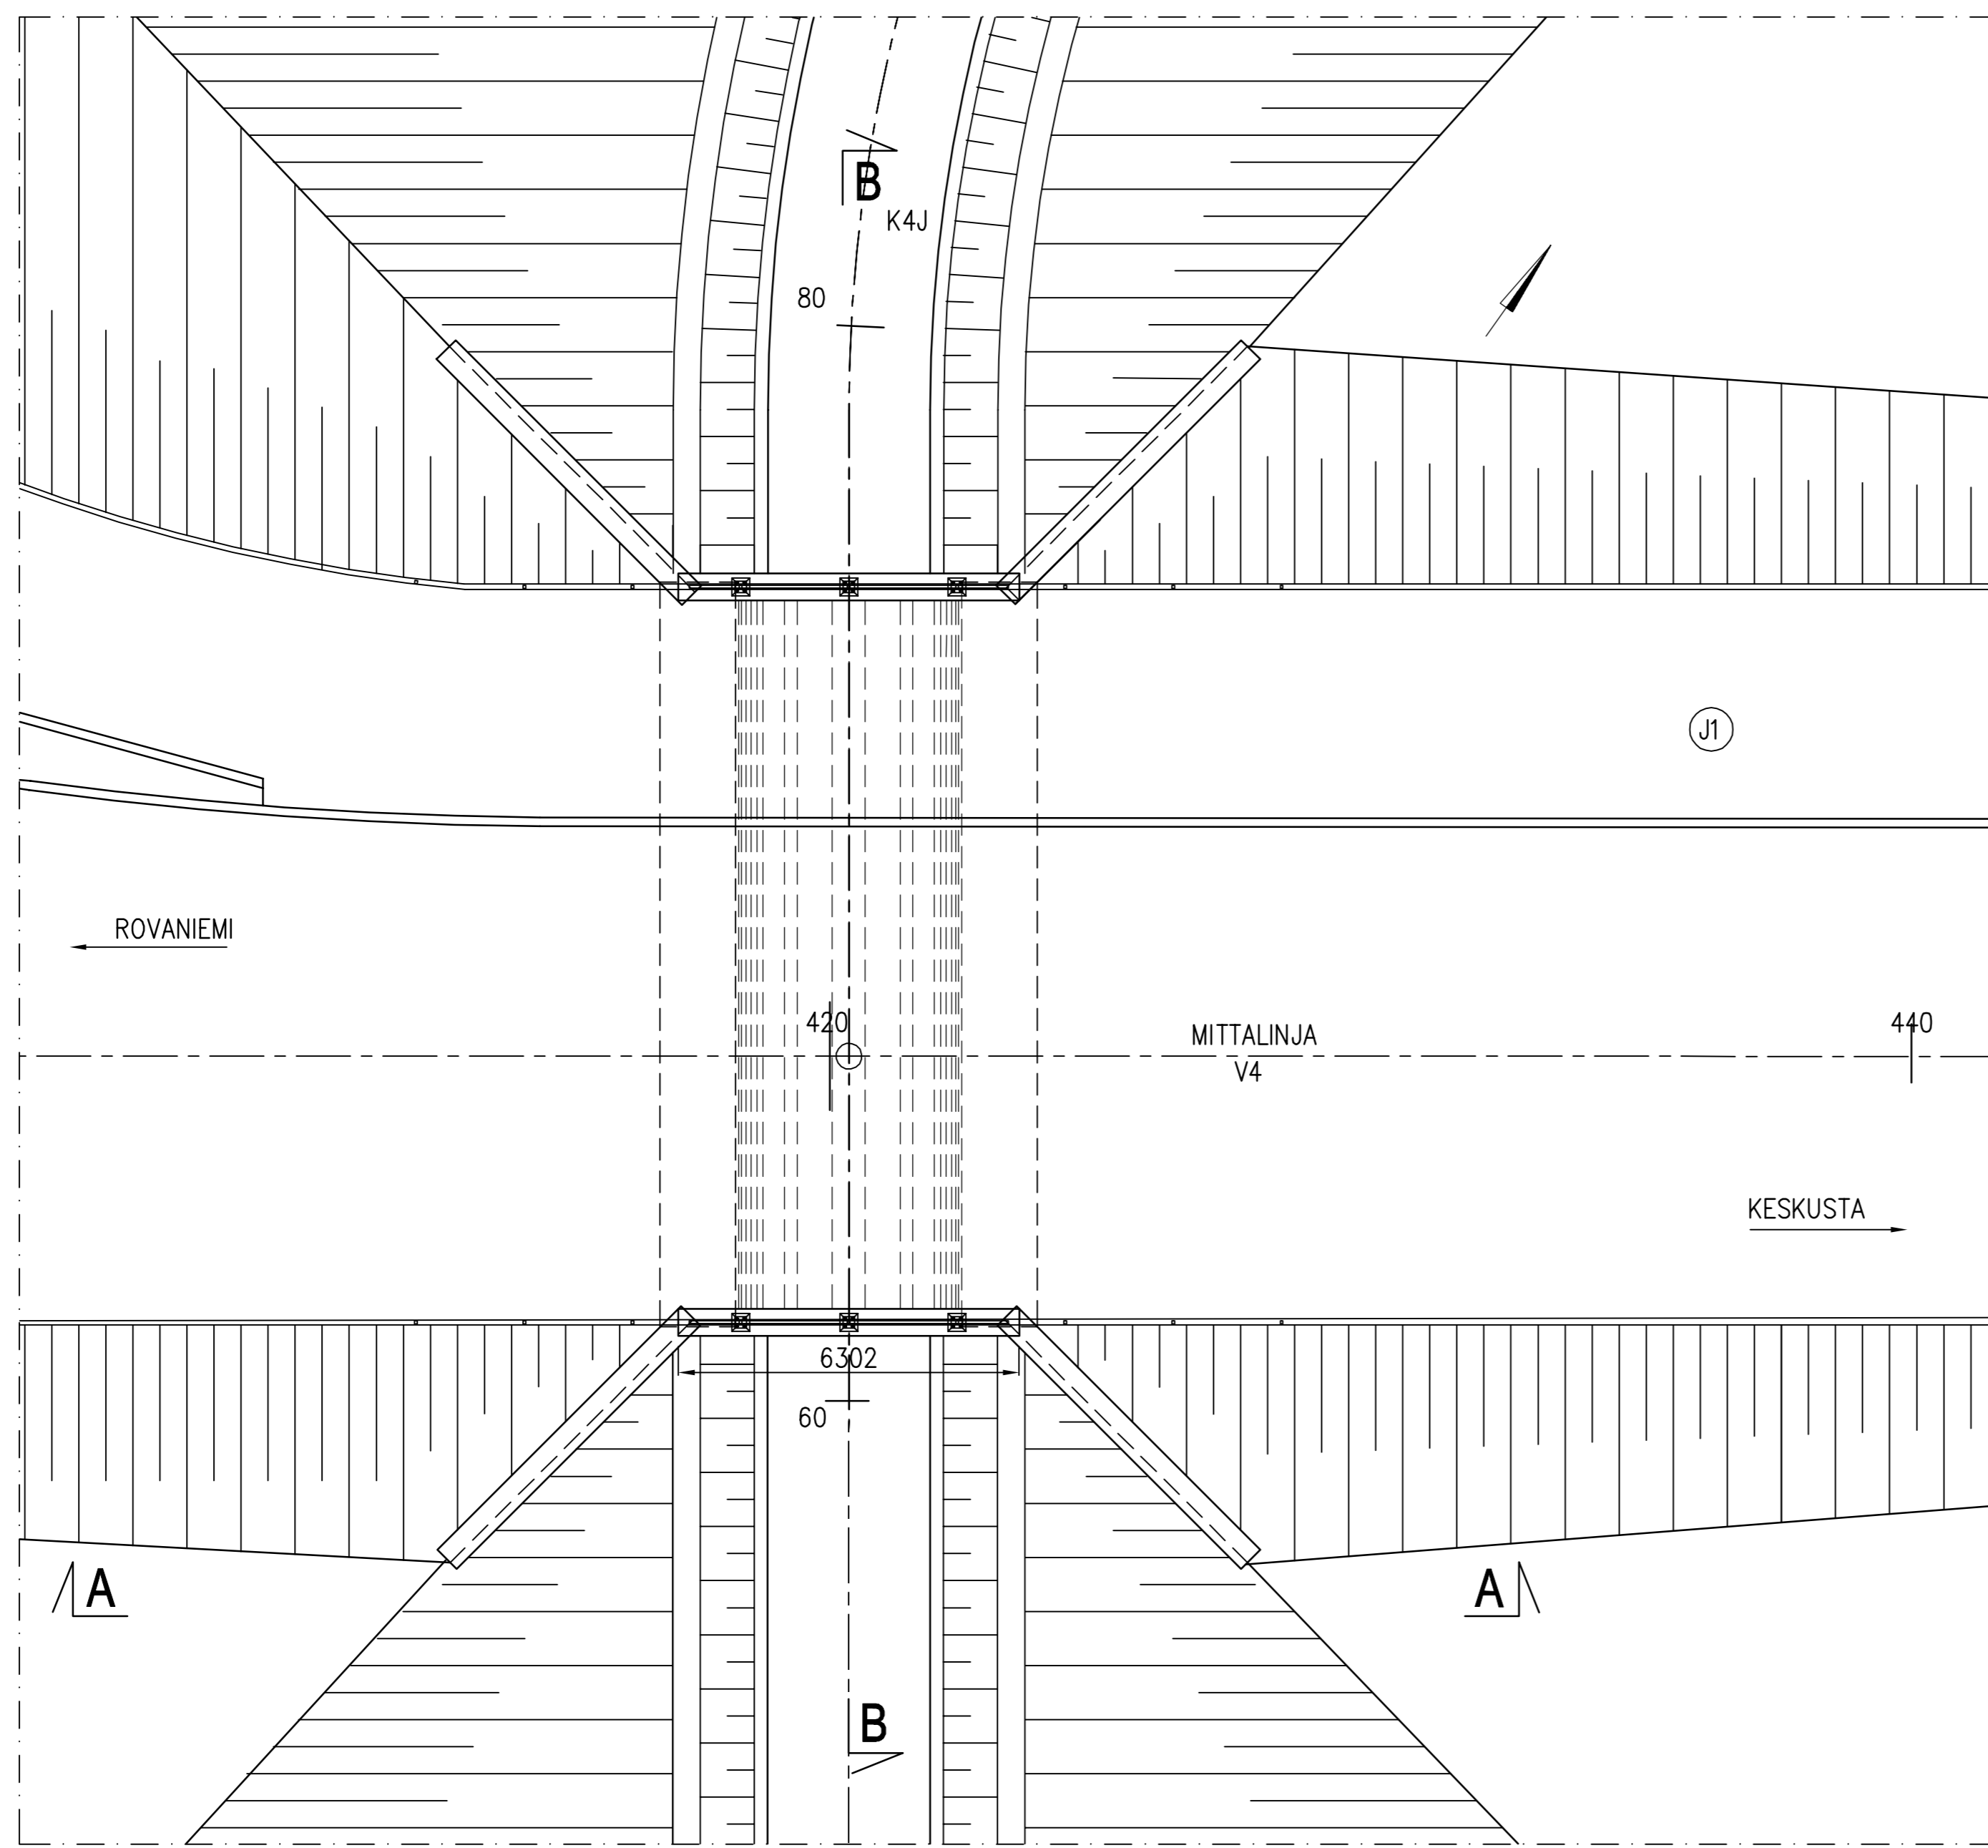 B
K4J
80
J1
ROVANIEMI
420
MITTALINJA
V4
440
KESKUSTA
6302
60
A
A
B